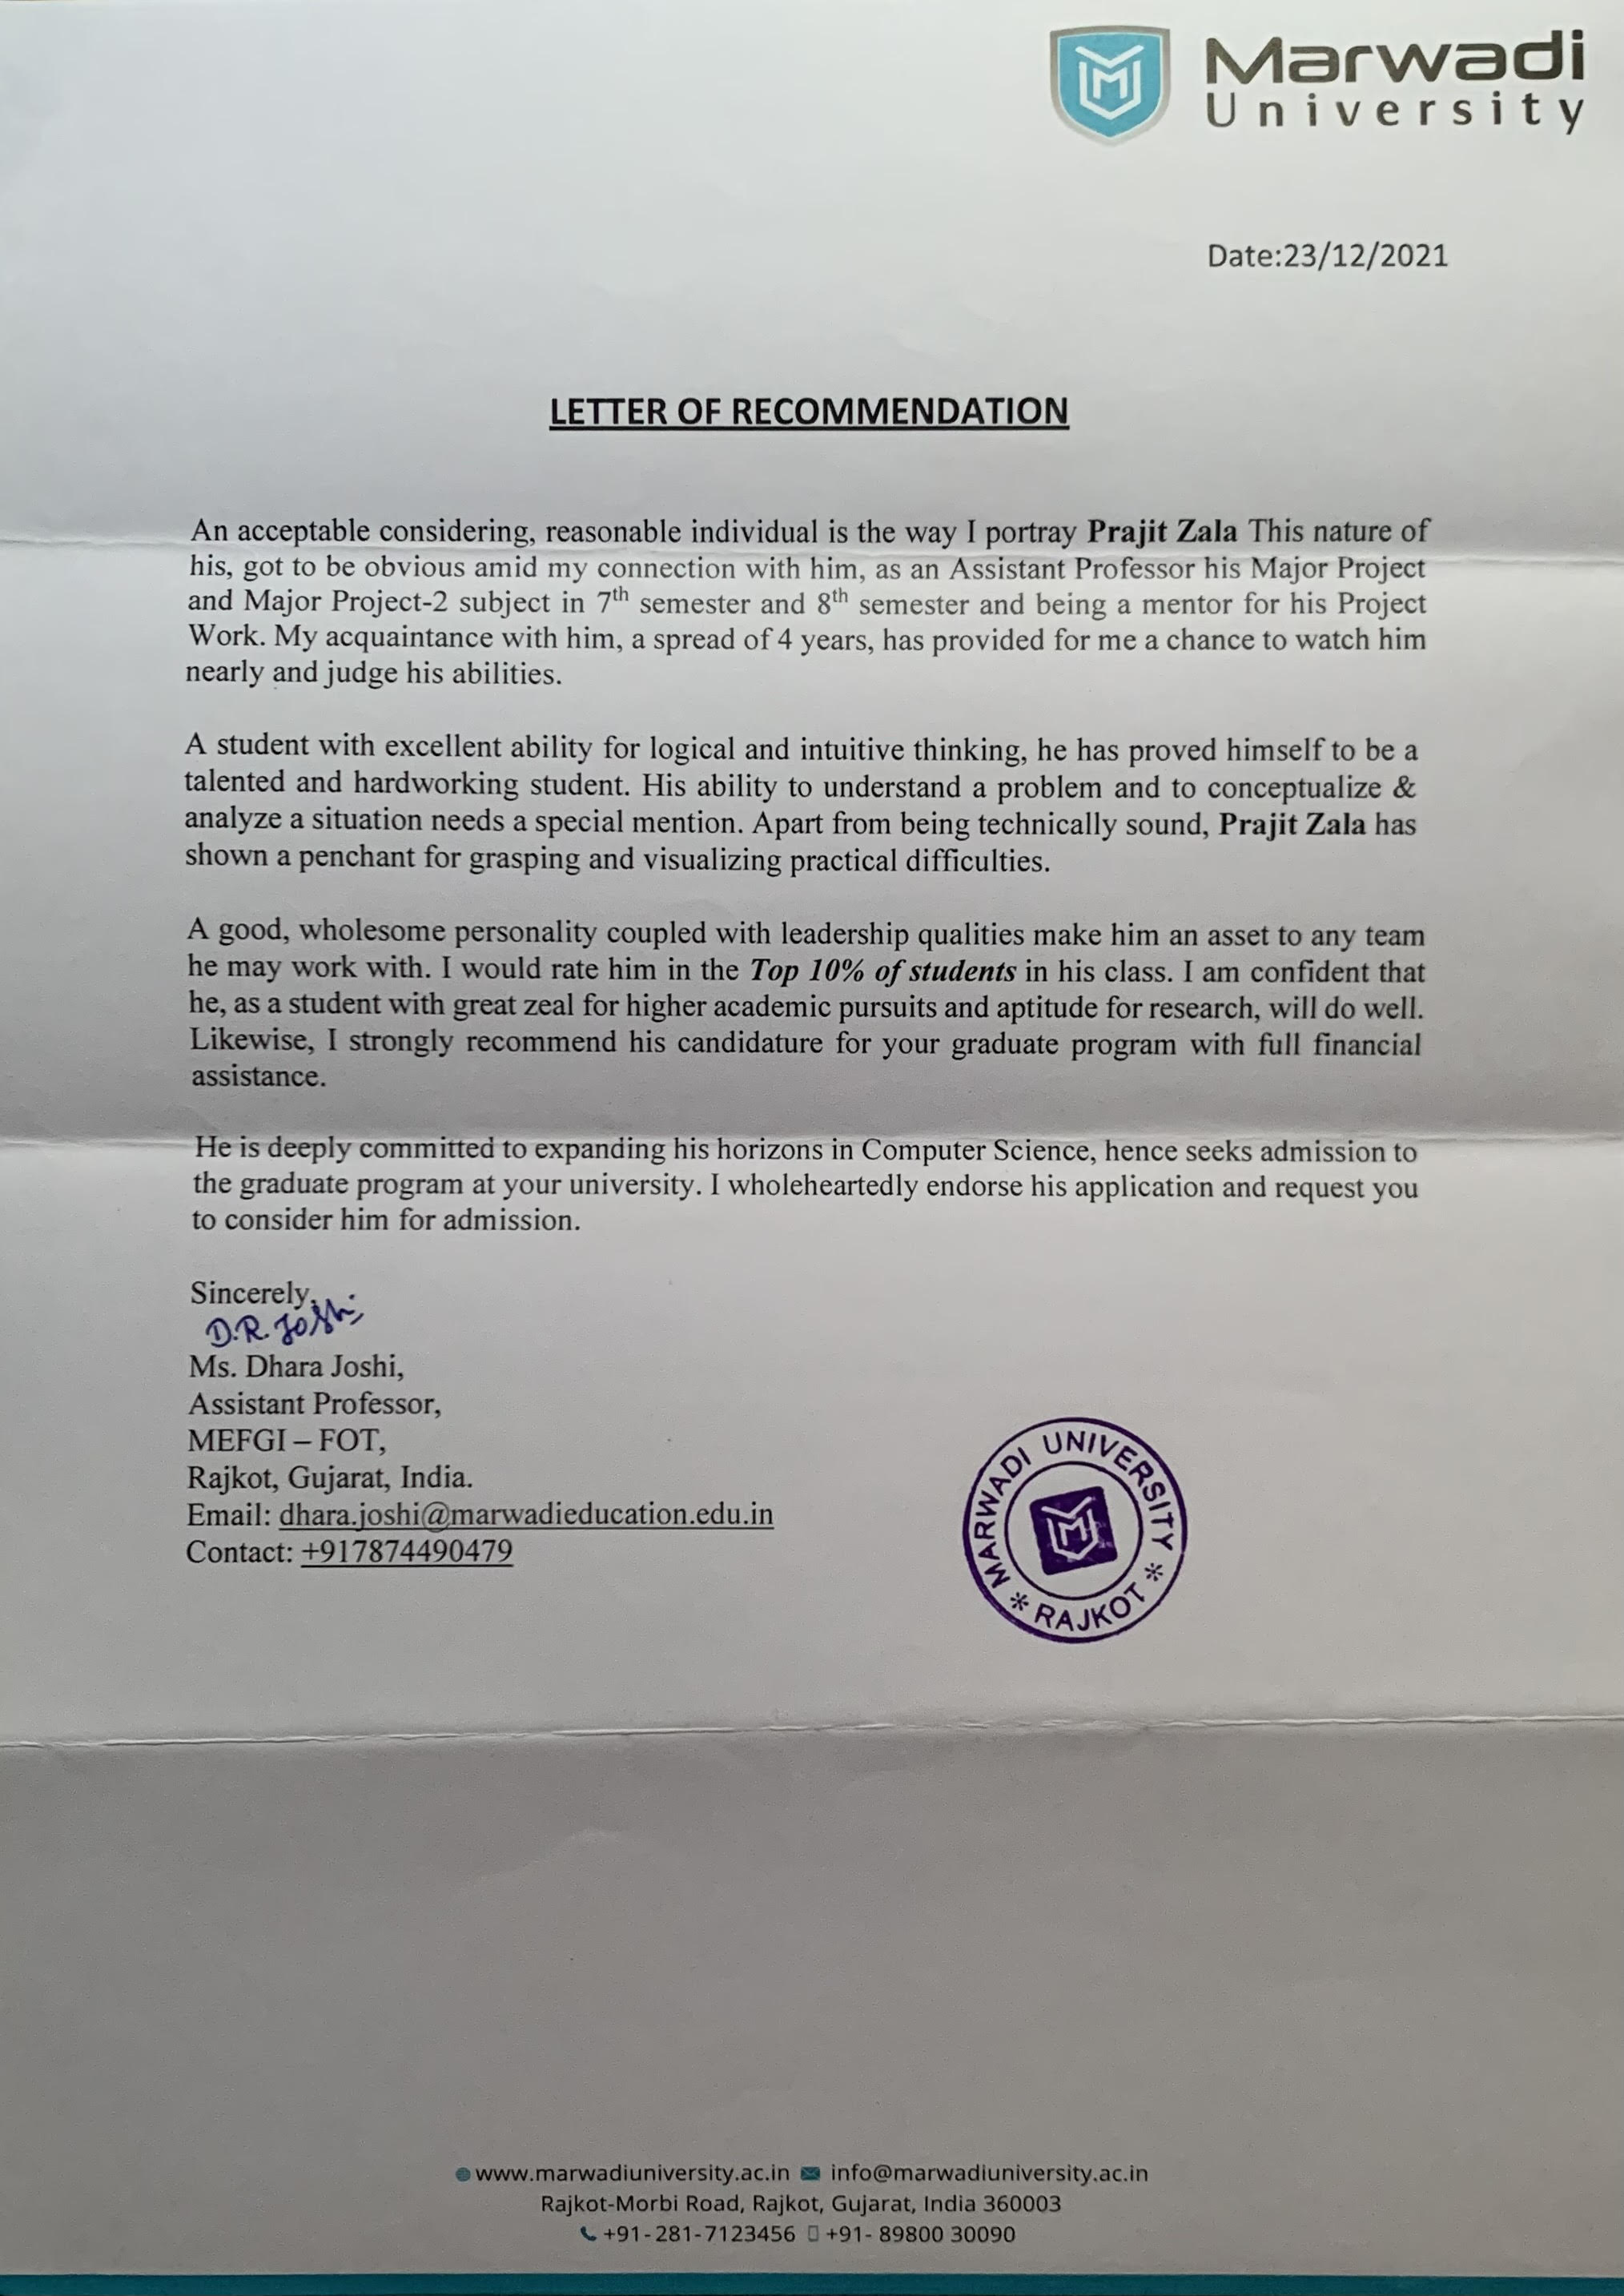 Marwadi
University
Date:23/12/2021
LETTER OF RECOMMENDATION
An acceptable considering, reasonable individual is the way I portray Prajit Zala This nature of
his, got to be obvious amid my connection with him, as an Assistant Professor his Major Project
and Major Project-2 subject in 7th semester and 8th semester and being a mentor for his Project
Work. My acquaintance with him, a spread of 4 years, has provided for me a chance to watch him
nearly and judge his abilities.
A student with excellent ability for logical and intuitive thinking, he has proved himself to be a
talented and hardworking student. His ability to understand a problem and to conceptualize &
analyze a situation needs a special mention. Apart from being technically sound, Prajit Zala has
shown a penchant for grasping and visualizing practical difficulties.
A good, wholesome personality coupled with leadership qualities make him an asset to any team
he may work with. I would rate him in the Top 10% of students in his class. I am confident that
he, as a student with great zeal for higher academic pursuits and aptitude for research, will do well.
Likewise, I strongly recommend his candidature for your graduate program with full financial
assistance.
He is deeply committed to expanding his horizons in Computer Science, hence seeks admission to
the graduate program at your university. I wholeheartedly endorse his application and request you
to consider him for admission.
Sincerely,
D.R. Joshi
Ms. Dhara Joshi,
Assistant Professor,
MEFGI – FOT,
Rajkot, Gujarat, India.
Email: dhara.joshi@marwadieducation.edu.in
Contact: +917874490479
MARWADI UNIVERSITY
* RAJKOT *
www.marwadiuniversity.ac.in info@marwadiuniversity.ac.in
Rajkot-Morbi Road, Rajkot, Gujarat, India 360003
+91-281-7123456 +91- 89800 30090